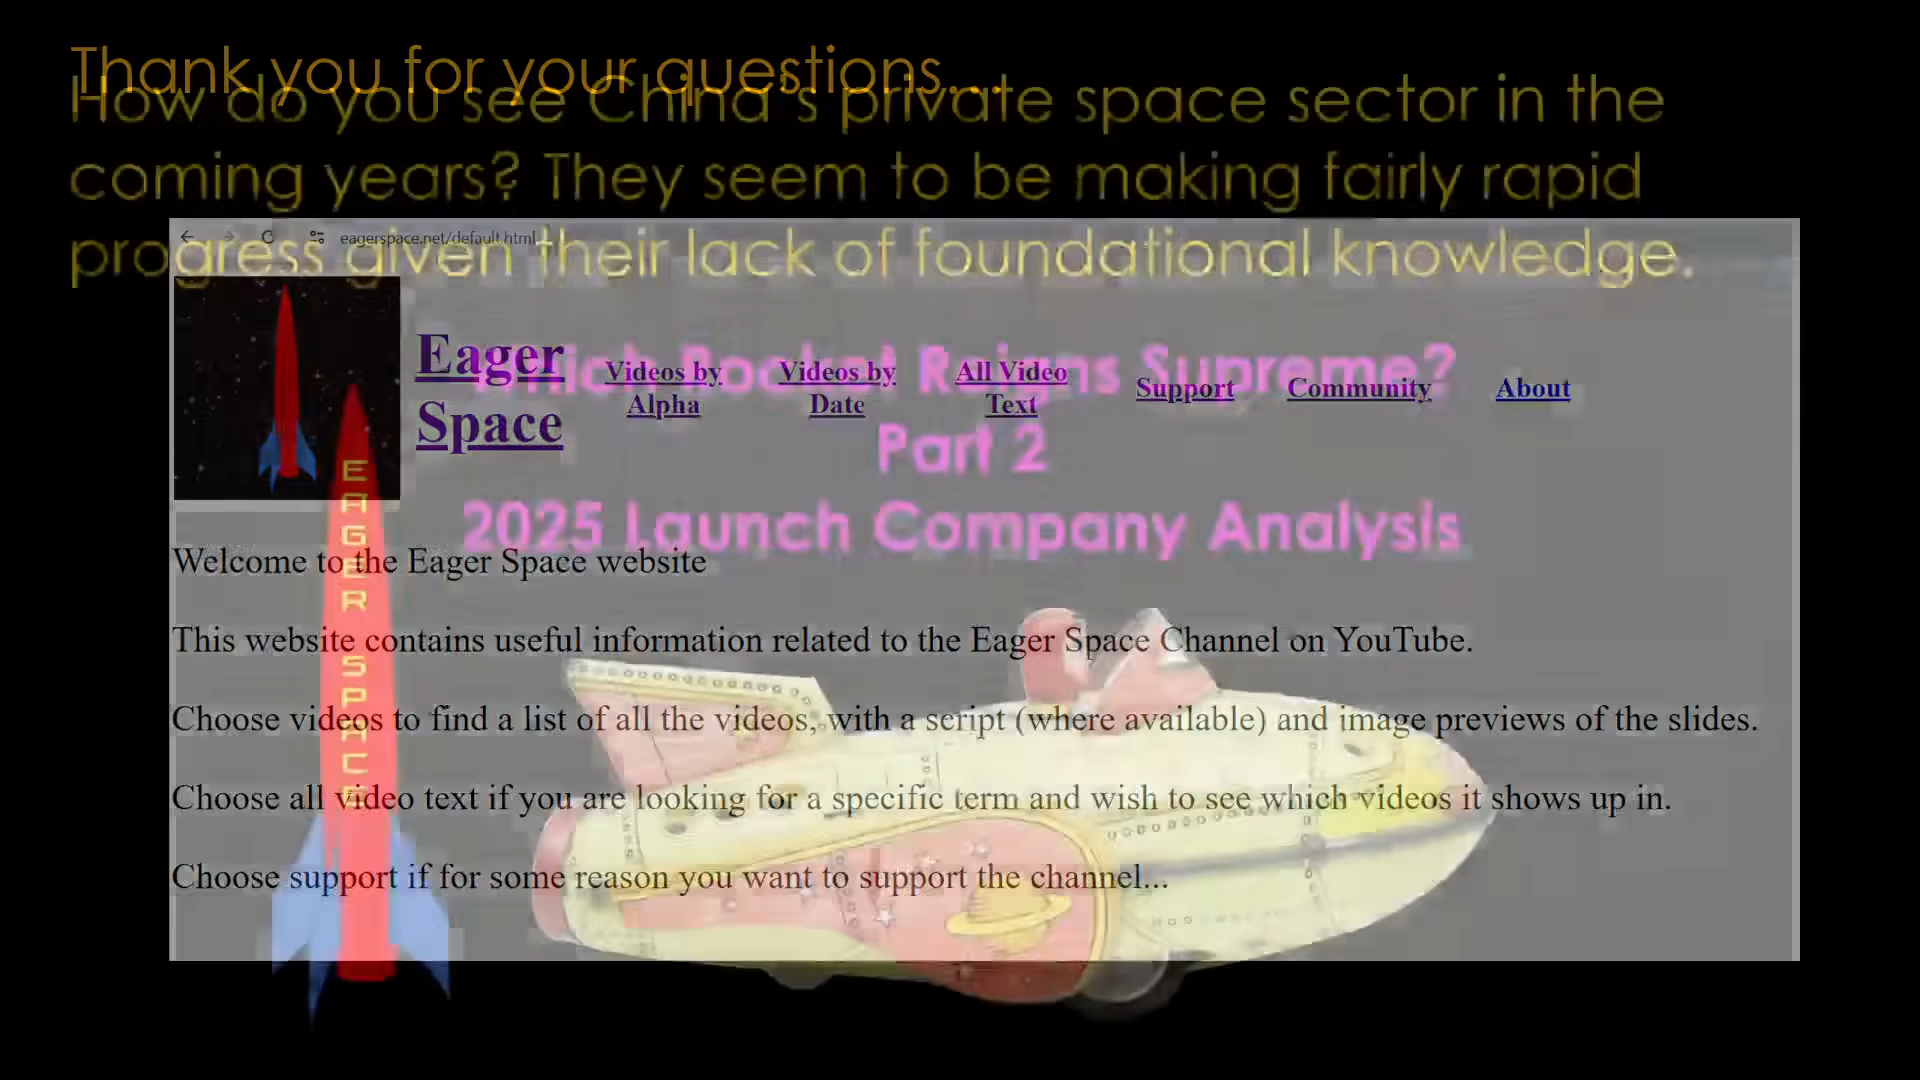 Thank you for your questions...
How do you see China's private space sector in the
coming years? They seem to be making fairly rapid
progress given their lack of foundational knowledge.
eagerspace.net/default.html
Eager
Space
Videos by
Alpha
Videos by
Date
All Video
Text
Support
Community
About
Which Rocket Reigns Supreme?
Part 2
2025 Launch Company Analysis
EAGER SPACE
Welcome to the Eager Space website
This website contains useful information related to the Eager Space Channel on YouTube.
Choose videos to find a list of all the videos, with a script (where available) and image previews of the slides.
Choose all video text if you are looking for a specific term and wish to see which videos it shows up in.
Choose support if for some reason you want to support the channel...